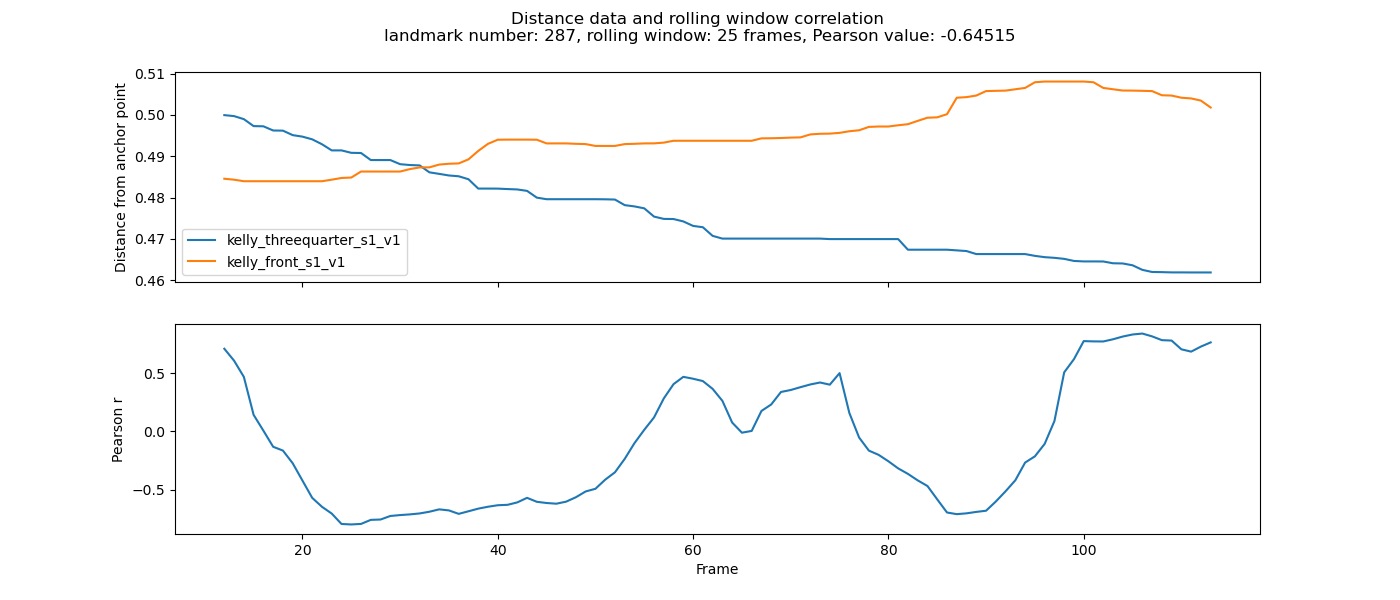 Distance data and rolling window correlation
landmark number: 287, rolling window: 25 frames, Pearson value: -0.64515
Distance from anchor point
0.51
0.50
0.49
0.48
0.47
0.46
kelly_threequarter_s1_v1
kelly_front_s1_v1
Pearson r
0.5
0.0
−0.5
20 40 60 80 100
Frame